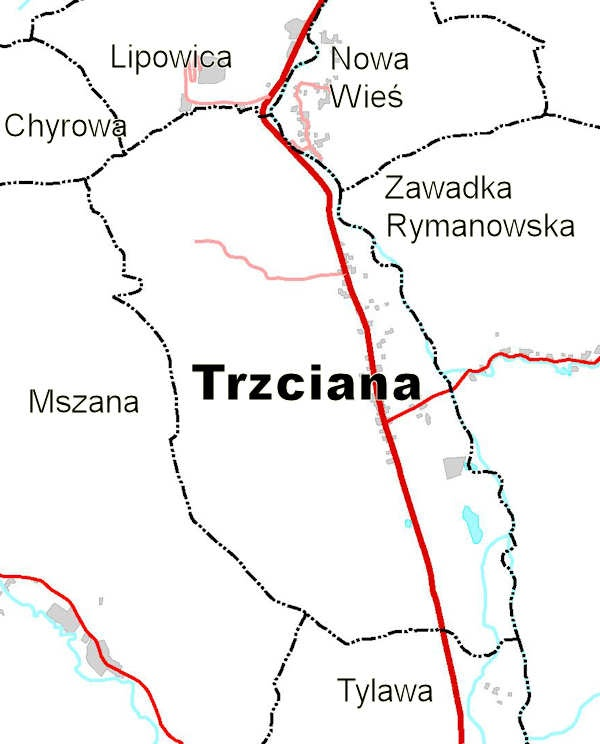 Lipowica
Nowa
Wieś
Chyrowa
Zawadka
Rymanowska
Trzciana
Mszana
Tylawa